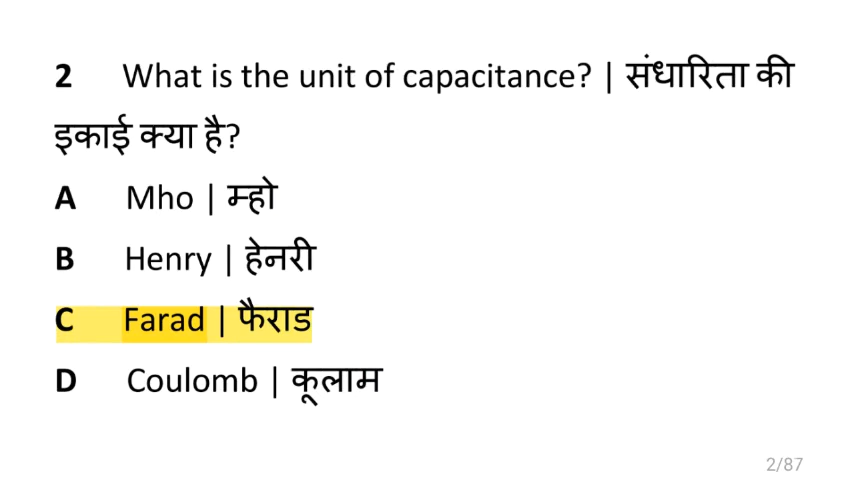 2 What is the unit of capacitance? | संधारिता की
इकाई क्या है?
A Mho | म्हो
B Henry | हेनरी
C Farad | फैराड
D Coulomb | कूलाम
2/87